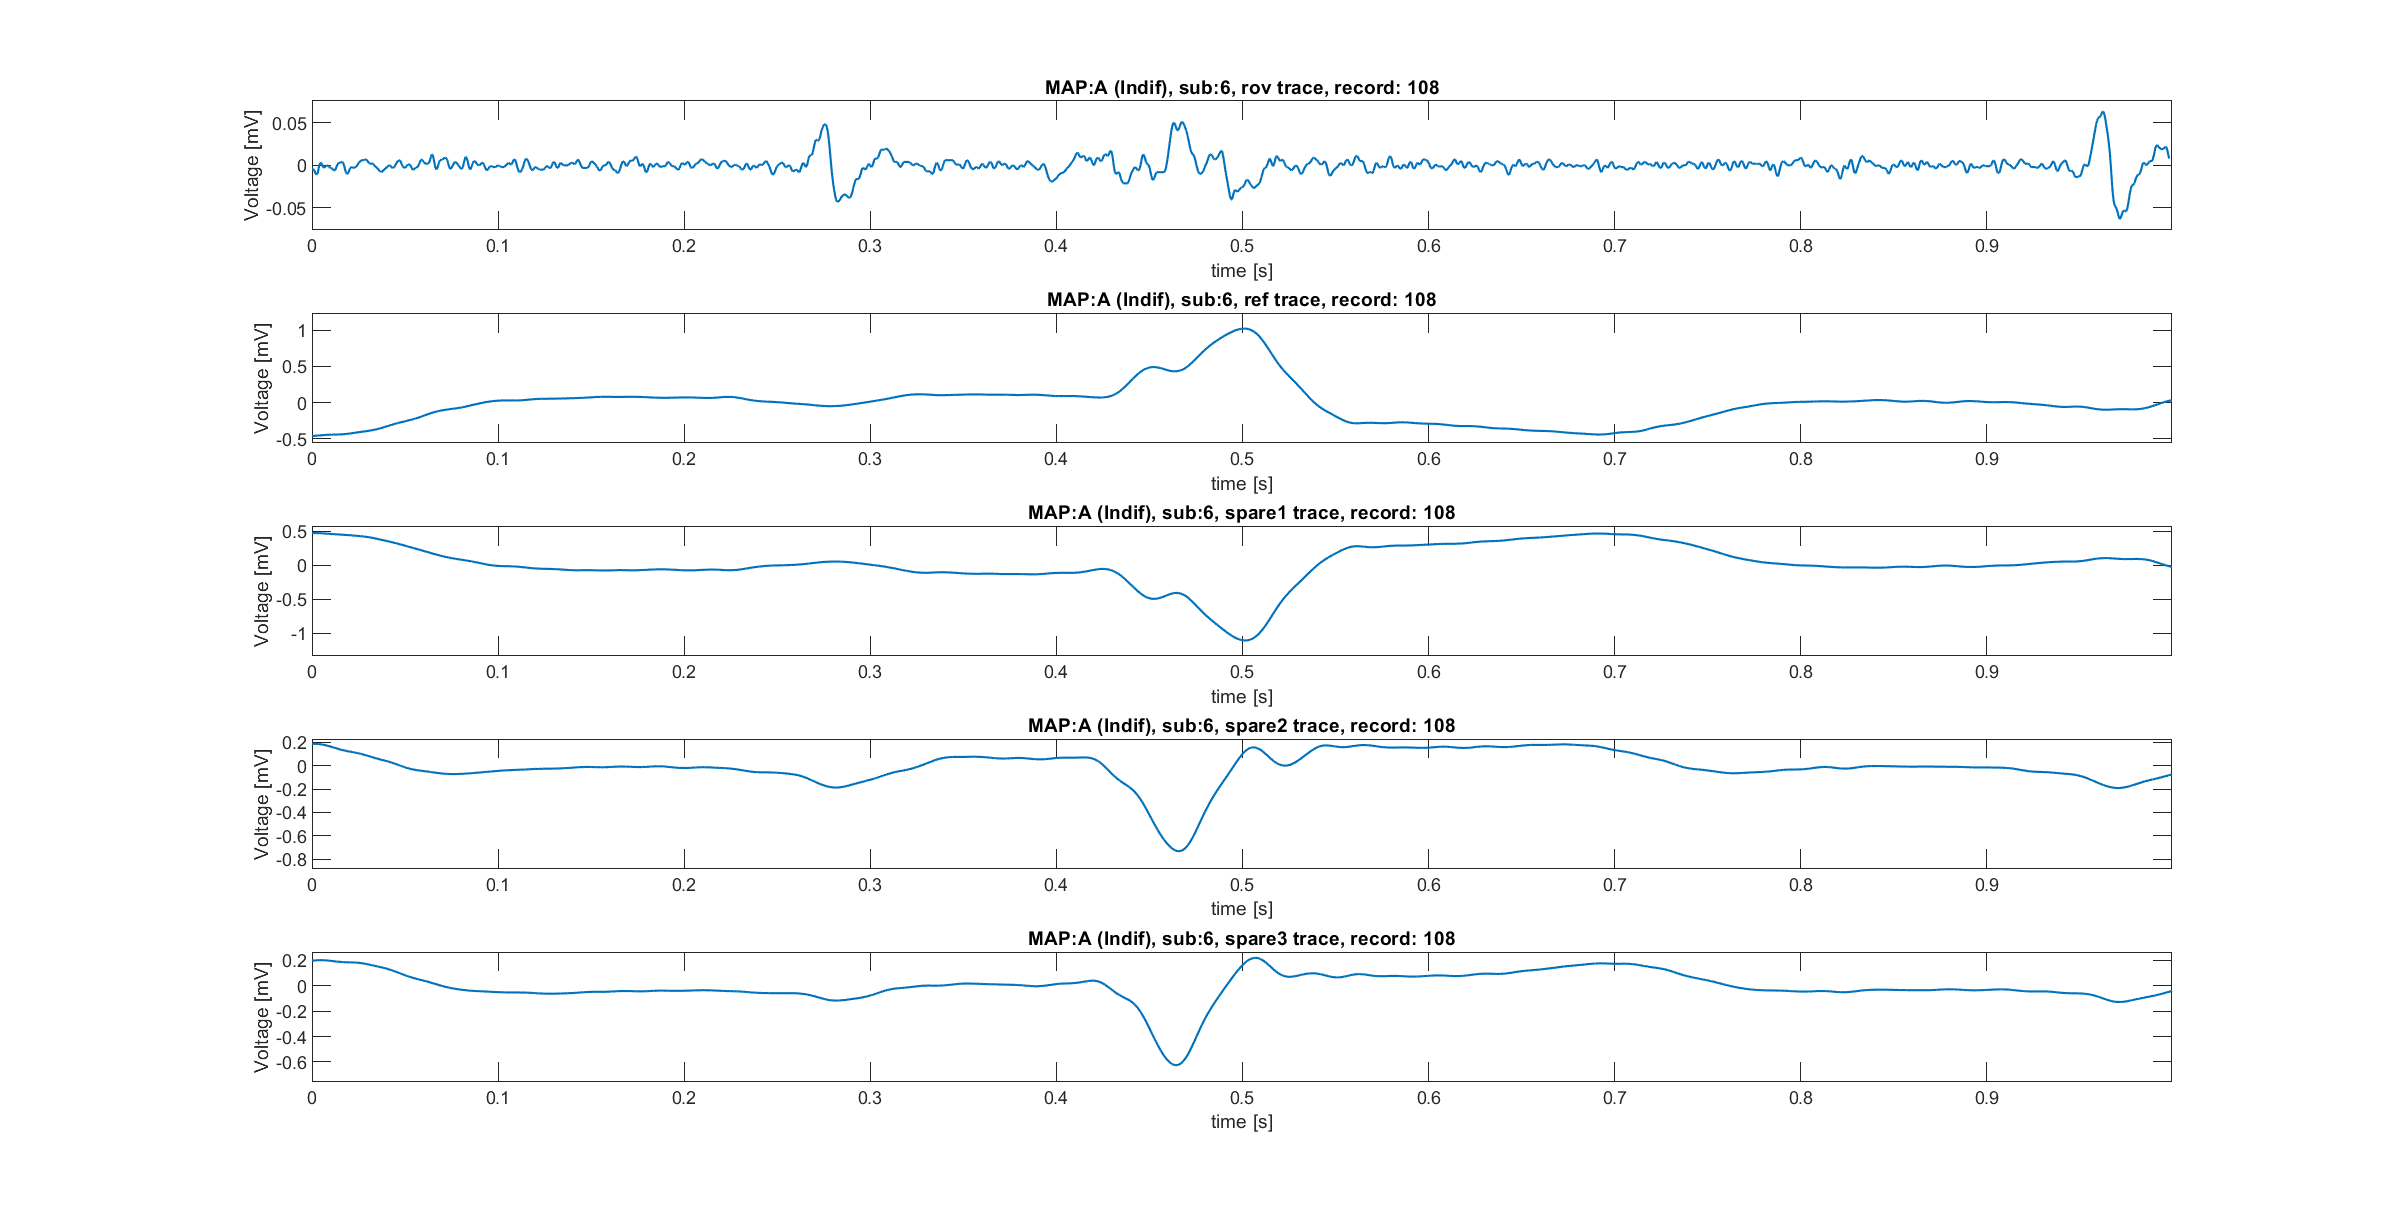 MAP:A (Indif), sub:6, rov trace, record: 108
Voltage [mV]
0.05
0
-0.05
0 0.1 0.2 0.3 0.4 0.5 0.6 0.7 0.8 0.9
time [s]
MAP:A (Indif), sub:6, ref trace, record: 108
Voltage [mV]
1
0.5
0
-0.5
0 0.1 0.2 0.3 0.4 0.5 0.6 0.7 0.8 0.9
time [s]
MAP:A (Indif), sub:6, spare1 trace, record: 108
Voltage [mV]
0.5
0
-0.5
-1
0 0.1 0.2 0.3 0.4 0.5 0.6 0.7 0.8 0.9
time [s]
MAP:A (Indif), sub:6, spare2 trace, record: 108
Voltage [mV]
0.2
0
-0.2
-0.4
-0.6
-0.8
0 0.1 0.2 0.3 0.4 0.5 0.6 0.7 0.8 0.9
time [s]
MAP:A (Indif), sub:6, spare3 trace, record: 108
Voltage [mV]
0.2
0
-0.2
-0.4
-0.6
0 0.1 0.2 0.3 0.4 0.5 0.6 0.7 0.8 0.9
time [s]